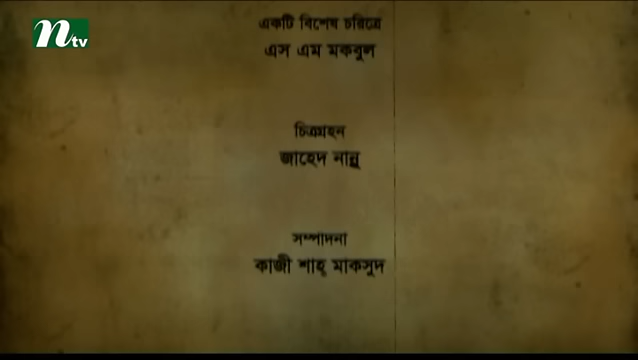 ntv
একটি বিশেষ চরিত্রে
এস এম মকবুল
চিত্রগ্রহন
জাহেদ নান্নু
সম্পাদনা
কাজী শাহ্ মাকসুদ